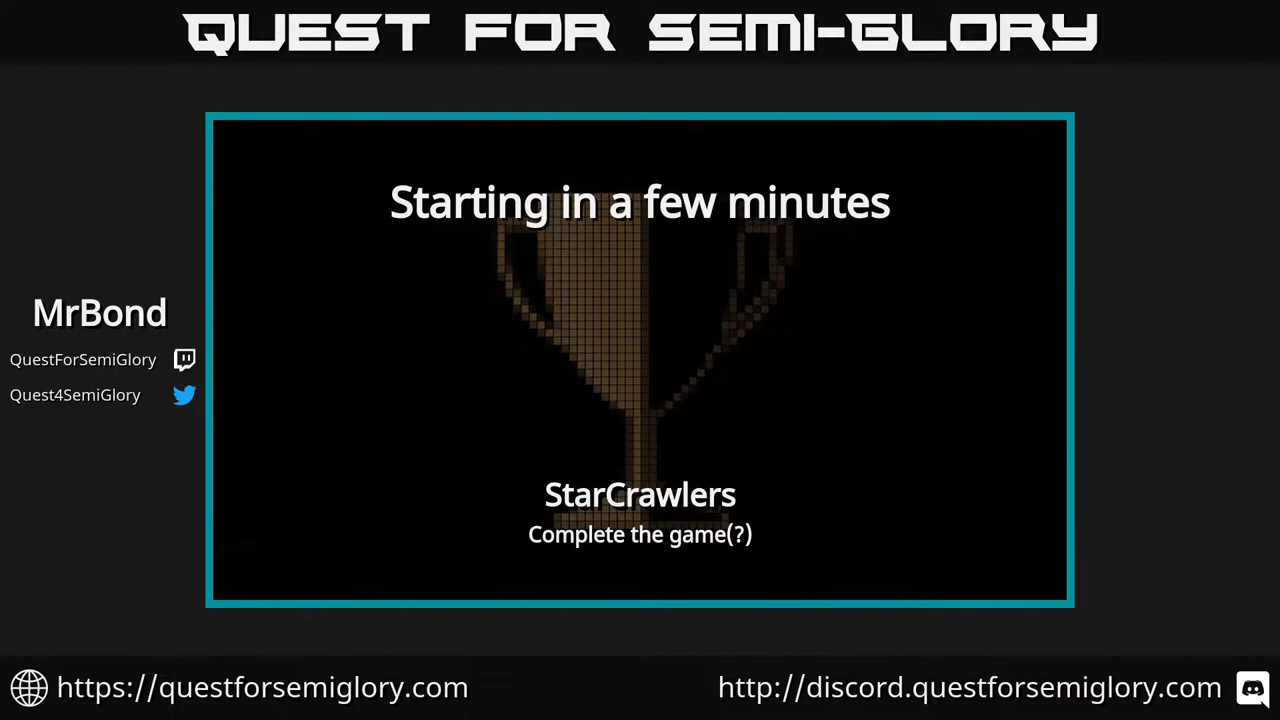 QUEST FOR SEMI-GLORY
Starting in a few minutes
MrBond
QuestForSemiGlory
Quest4SemiGlory
StarCrawlers
Complete the game(?)
https://questforsemiglory.com
http://discord.questforsemiglory.com